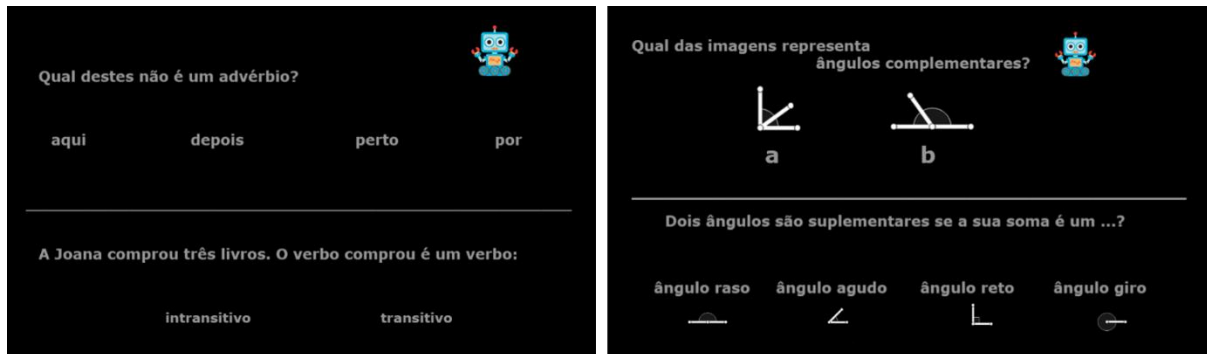 Qual destes não é um advérbio?
aqui depois perto por
A Joana comprou três livros. O verbo comprou é um verbo:
intransitivo transitivo
Qual das imagens representa
ângulos complementares?
a b
Dois ângulos são suplementares se a sua soma é um ...?
ângulo raso ângulo agudo ângulo reto ângulo giro